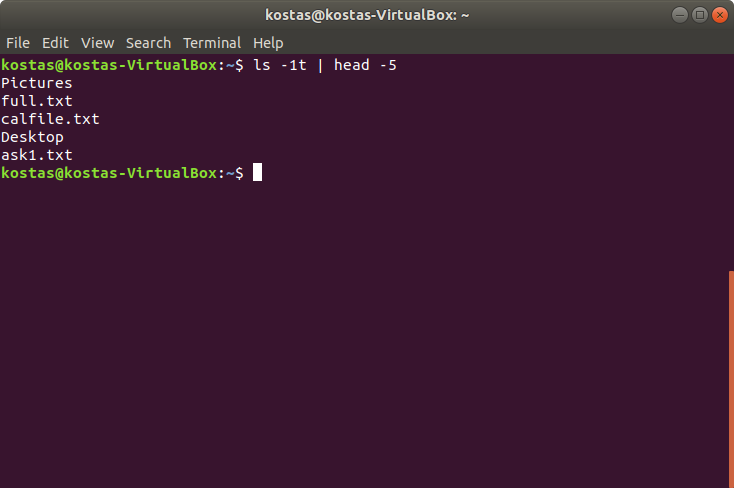 kostas@kostas-VirtualBox: ~
File Edit View Search Terminal Help
kostas@kostas-VirtualBox:~$ ls -1t | head -5
Pictures
full.txt
calfile.txt
Desktop
ask1.txt
kostas@kostas-VirtualBox:~$